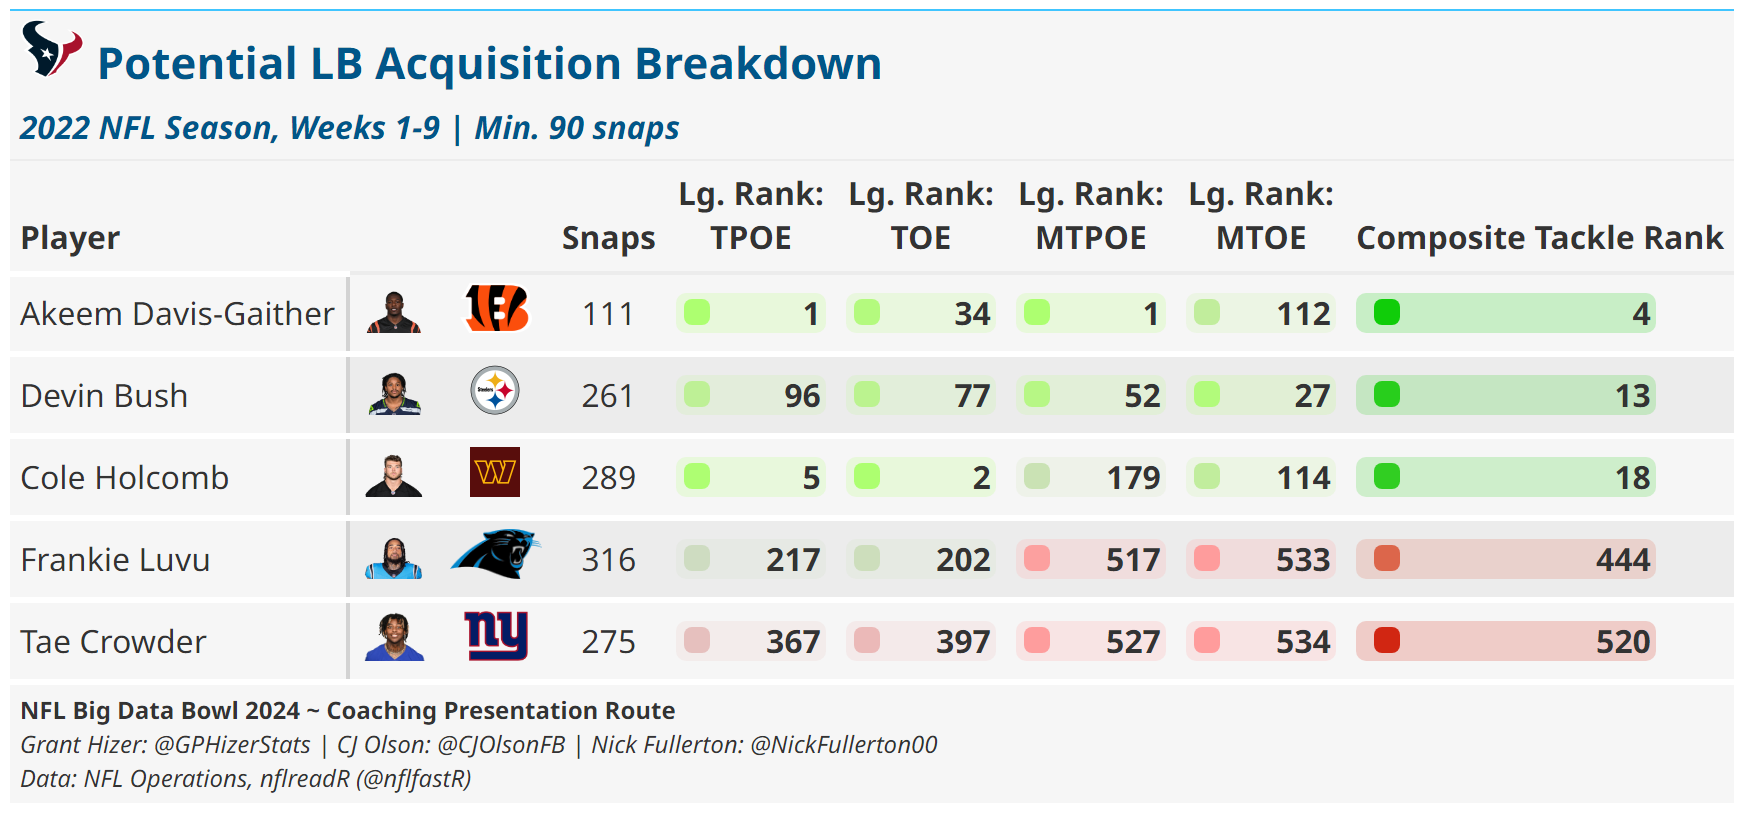 Potential LB Acquisition Breakdown
2022 NFL Season, Weeks 1-9 | Min. 90 snaps
Player Snaps Lg. Rank: TPOE Lg. Rank: TOE Lg. Rank: MTPOE Lg. Rank: MTOE Composite Tackle Rank
Akeem Davis-Gaither 111 1 34 1 112 4
Devin Bush Steelers 261 96 77 52 27 13
Cole Holcomb W 289 5 2 179 114 18
Frankie Luvu 316 217 202 517 533 444
Tae Crowder ny 275 367 397 527 534 520
NFL Big Data Bowl 2024 ~ Coaching Presentation Route
Grant Hizer: @GPHizerStats | CJ Olson: @CJOlsonFB | Nick Fullerton: @NickFullerton00
Data: NFL Operations, nflreadR (@nflfastR)